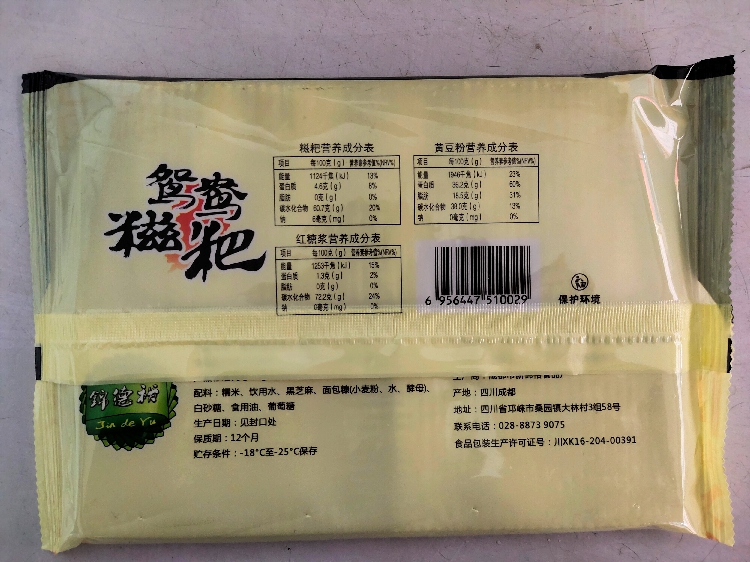 鸳鸯
糍粑
糍粑营养成分表
项目 每100克(g) 营养素参考值%(NRV%)
能量 1124千焦(kJ) 13%
蛋白质 4.6克(g) 8%
脂肪 0克(g) 0%
碳水化合物 60.7克(g) 20%
钠 6毫克(mg) 0%
黄豆粉营养成分表
项目 每100克(g) 营养素参考值%(NRV%)
能量 1946千焦(kJ) 23%
蛋白质 36.2克(g) 60%
脂肪 18.5克(g) 31%
碳水化合物 38.0克(g) 13%
钠 0毫克(mg) 0%
红糖浆营养成分表
项目 每100克(g) 营养素参考值%(NRV%)
能量 1253千焦(kJ) 15%
蛋白质 1.3克(g) 2%
脂肪 0克(g) 0%
碳水化合物 72.2克(g) 24%
钠 0毫克(mg) 0%
6 956447 510029
保护环境
錦德裕
Jin de Yu
配料：糯米、饮用水、黑芝麻、面包糠(小麦粉、水、酵母)、
白砂糖、食用油、葡萄糖
生产日期：见封口处
保质期：12个月
贮存条件：-18°C至-25°C保存
产地：四川成都
地址：四川省邛崃市桑园镇大林村3组58号
联系电话：028-8873 9075
食品包装生产许可证号：川XK16-204-00391